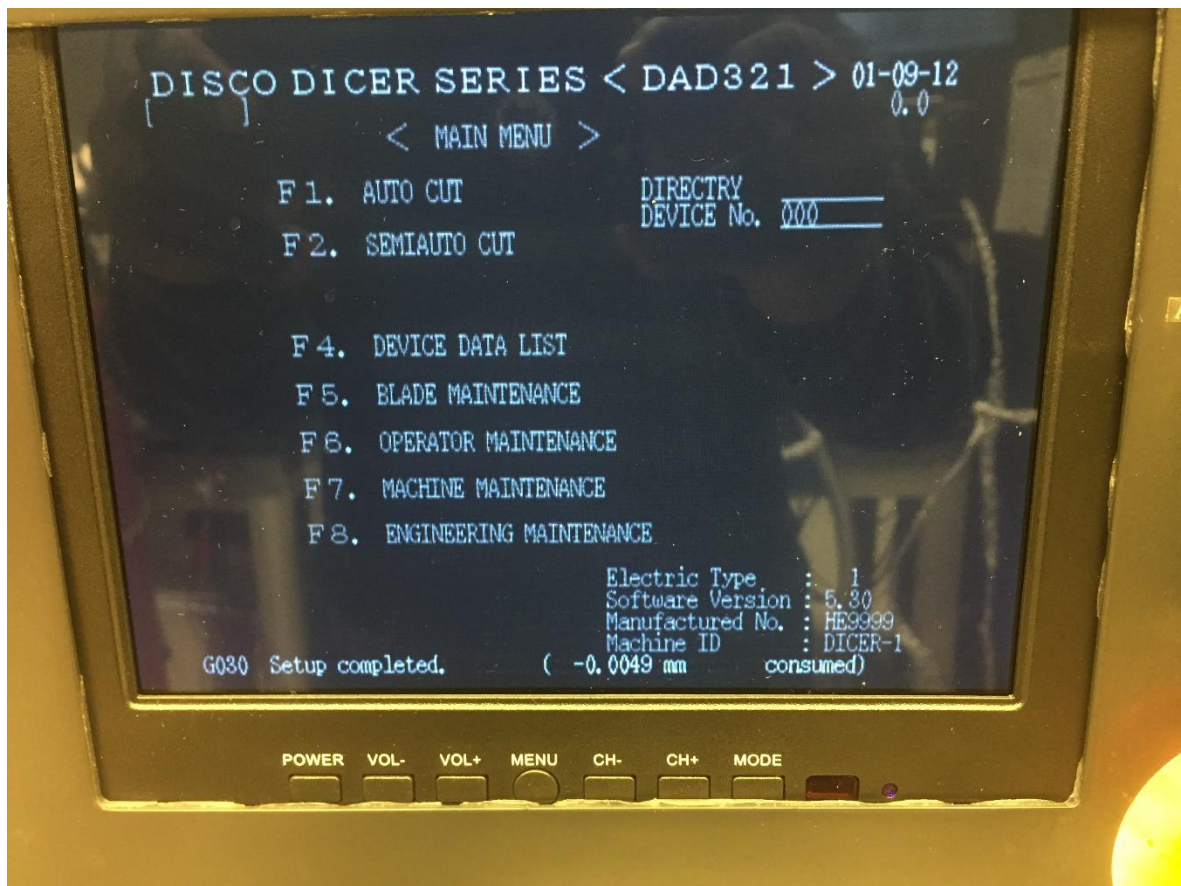 DISCO DICER SERIES < DAD321 > 01-09-12
[ ] 0.0
< MAIN MENU >
F1. AUTO CUT
DIRECTRY
DEVICE No. 000
F2. SEMIAUTO CUT
F4. DEVICE DATA LIST
F5. BLADE MAINTENANCE
F6. OPERATOR MAINTENANCE
F7. MACHINE MAINTENANCE
F8. ENGINEERING MAINTENANCE
Electric Type : 1
Software Version : 5.30
Manufactured No. : HE9999
Machine ID : DICER-1
G030 Setup completed. ( -0.0049 mm consumed)
POWER VOL- VOL+ MENU CH- CH+ MODE